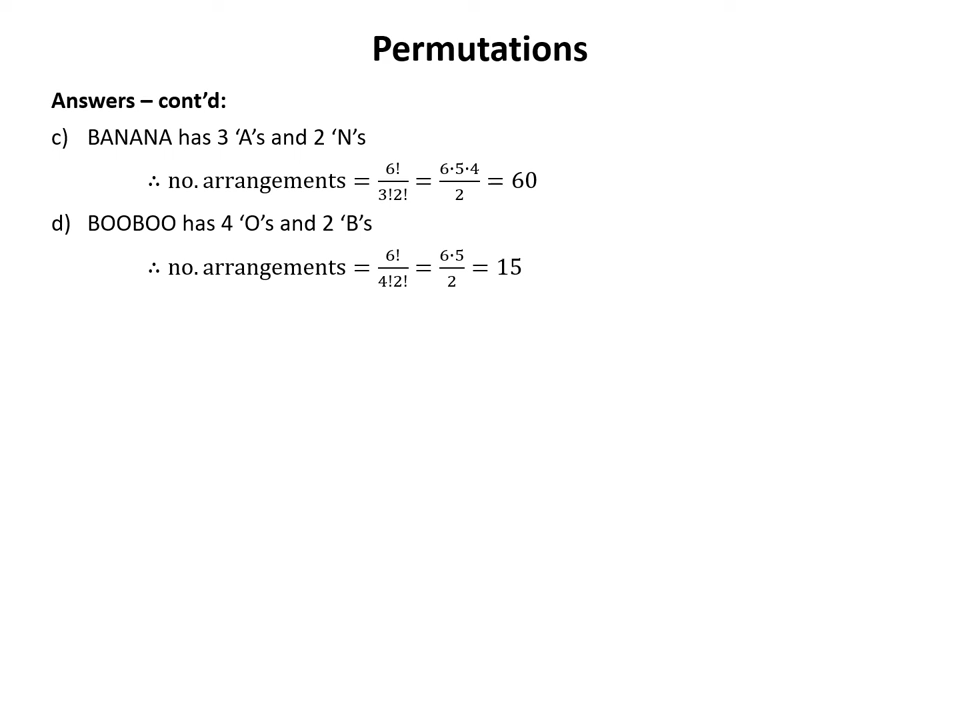 Permutations
Answers – cont’d:
c) BANANA has 3 ‘A’s and 2 ‘N’s
∴ no. arrangements = 6!/3!2! = 6·5·4/2 = 60
d) BOOBOO has 4 ‘O’s and 2 ‘B’s
∴ no. arrangements = 6!/4!2! = 6·5/2 = 15